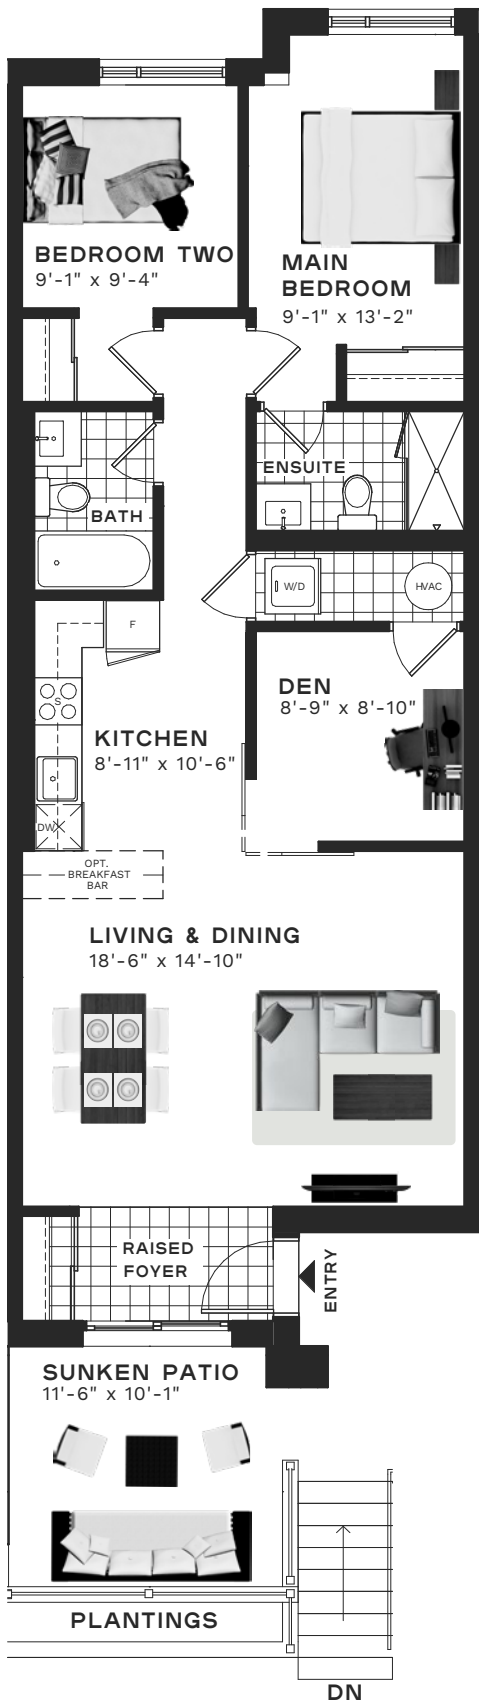 BEDROOM TWO
9'-1" x 9'-4"
MAIN
BEDROOM
9'-1" x 13'-2"
ENSUITE
BATH
W/D
HVAC
F
DEN
8'-9" x 8'-10"
S
KITCHEN
8'-11" x 10'-6"
DW
OPT.
BREAKFAST
BAR
LIVING & DINING
18'-6" x 14'-10"
RAISED
FOYER
ENTRY
SUNKEN PATIO
11'-6" x 10'-1"
PLANTINGS
DN